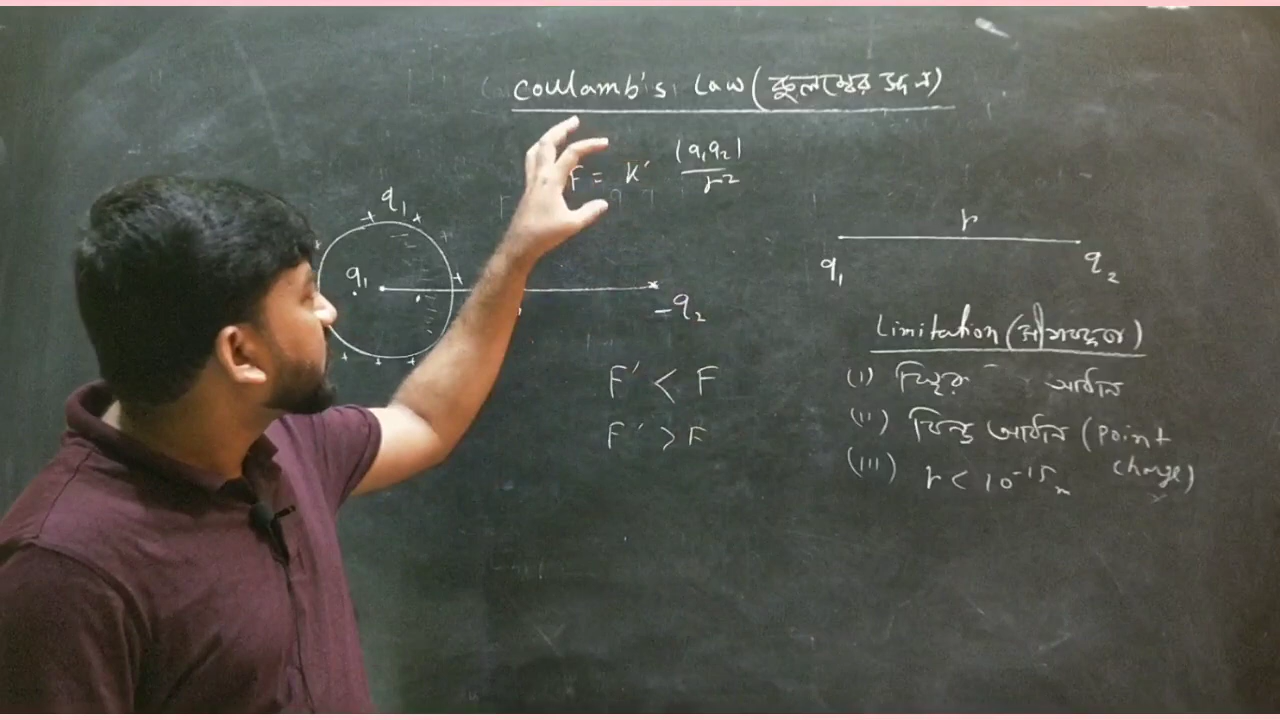 Coulamb's Law (কুলম্বের সূত্র)
F = K' |q₁q₂| / r²
q₁
q₁
-q₂
F' < F
F' > F
r
q₁
q₂
Limitation (সীমাবদ্ধতা)
(i) স্থির আধান
(ii) বিন্দু আধান (Point charge)
(iii) r < 10⁻¹⁵m